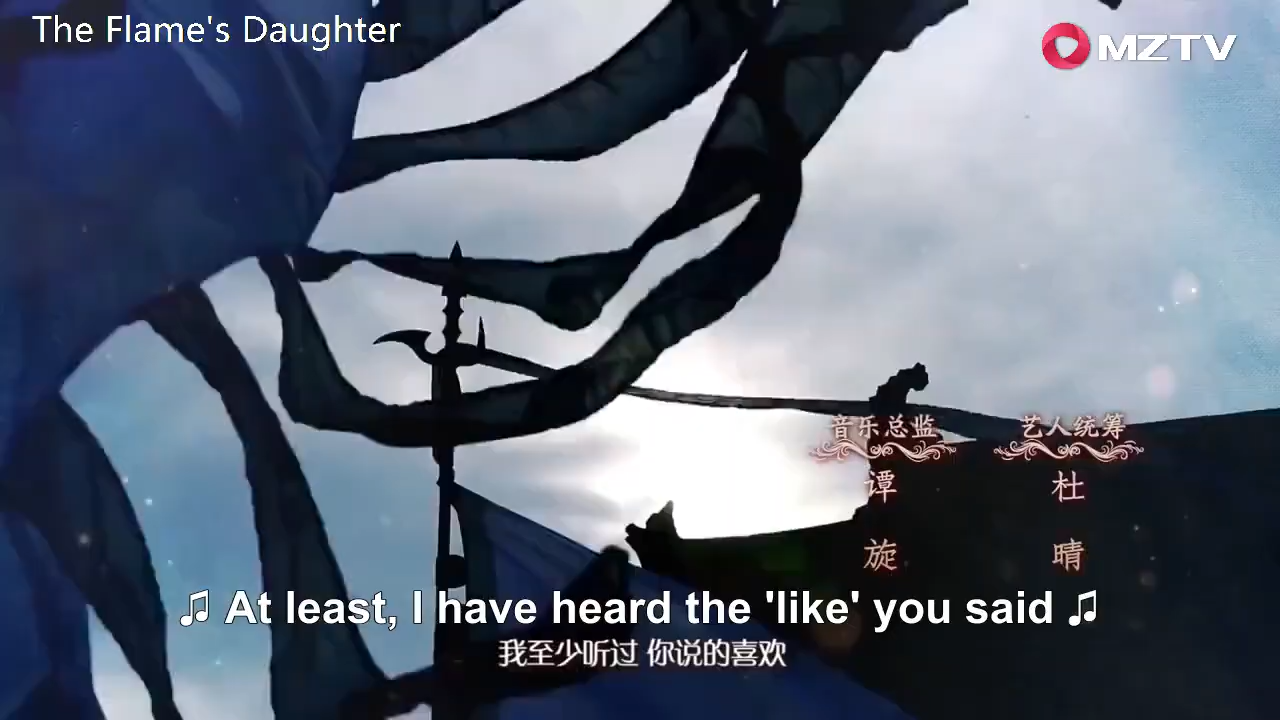 The Flame's Daughter
MZTV
音乐总监
谭
旋
艺人统筹
杜
晴
♫ At least, I have heard the 'like' you said ♫
我至少听过 你说的喜欢